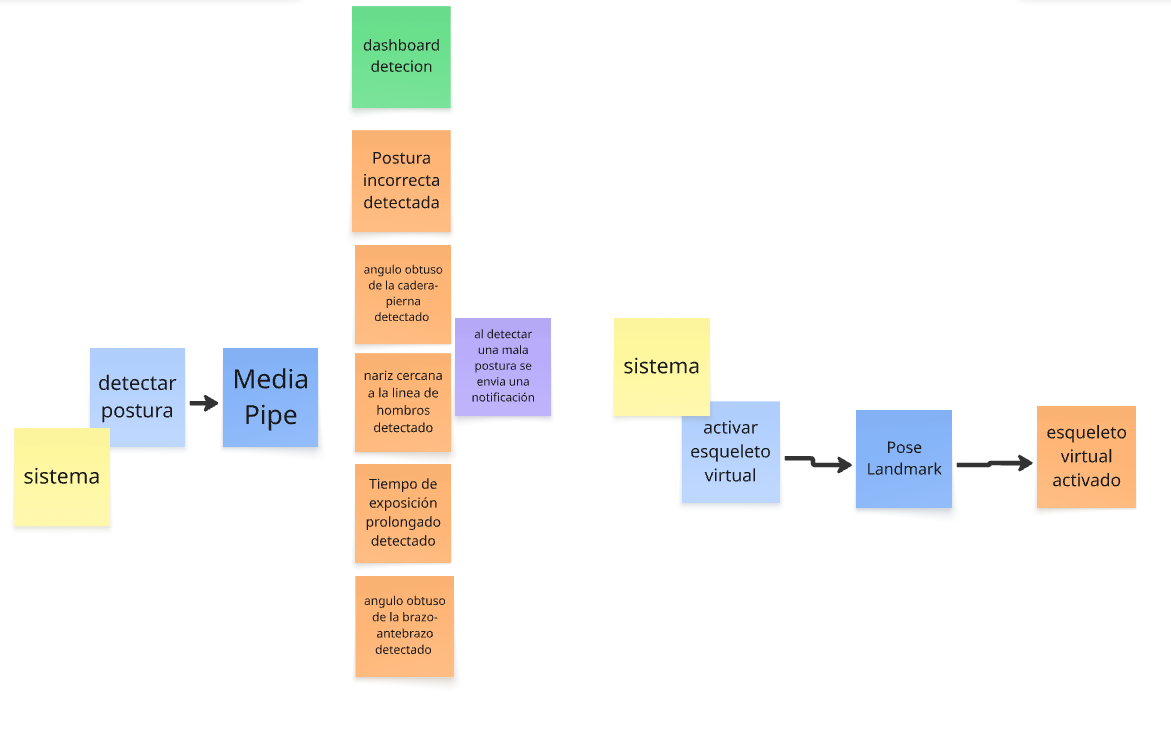 dashboard
detecion
Postura
incorrecta
detectada
angulo obtuso
de la cadera-
pierna
detectado
al detectar
una mala
postura se
envía una
notificación
nariz cercana
a la linea de
hombros
detectado
detectar
postura
Media
Pipe
sistema
Tiempo de
exposición
prolongado
detectado
angulo obtuso
de la brazo-
antebrazo
detectado
sistema
activar
esqueleto
virtual
Pose
Landmark
esqueleto
virtual
activado